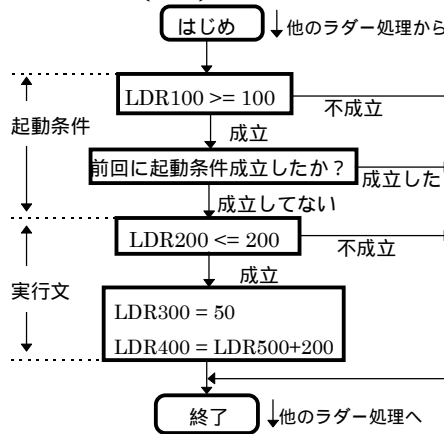 はじめ
↓他のラダー処理から
LDR100 >= 100
不成立
起動条件
成立
前回に起動条件成立したか？
成立した
成立してない
LDR200 <= 200
不成立
成立
実行文
LDR300 = 50
LDR400 = LDR500+200
終了
↓他のラダー処理へ